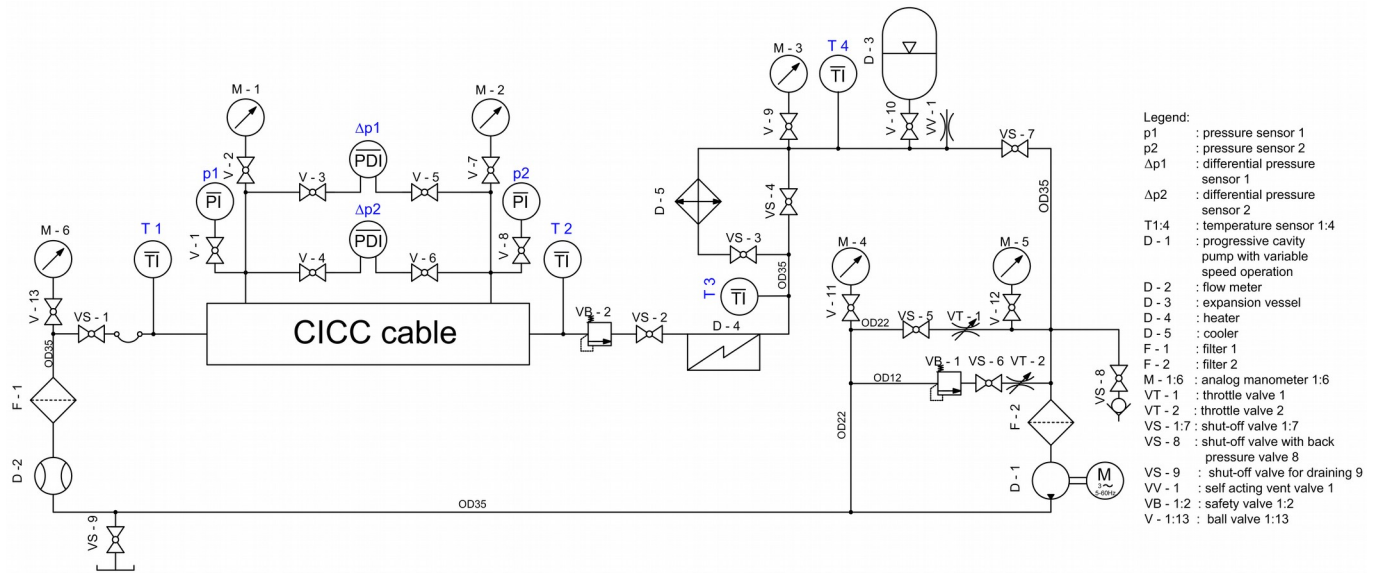 M - 3
T 4
TI
D - 3
V - 9
V - 10
VV - 1
VS - 7
M - 1
M - 2
Δp1
PDI
V - 2
V - 7
p1
PI
V - 3
V - 5
p2
PI
Δp2
PDI
V - 1
V - 4
V - 6
V - 8
D - 5
VS - 4
OD35
VS - 3
OD35
T 3
TI
M - 6
T 1
TI
T 2
TI
M - 4
M - 5
V - 13
VS - 1
OD35
CICC cable
VB - 2
VS - 2
D - 4
V - 11
OD22
VS - 5
VT - 1
V - 12
VB - 1
VS - 6
VT - 2
OD12
VS - 8
F - 1
F - 2
OD22
D -2
D - 1
M
3
~
5-60Hz
OD35
VS - 9
Legend:
p1 : pressure sensor 1
p2 : pressure sensor 2
Δp1 : differential pressure
sensor 1
Δp2 : differential pressure
sensor 2
T1:4 : temperature sensor 1:4
D - 1 : progressive cavity
pump with variable
speed operation
D - 2 : flow meter
D - 3 : expansion vessel
D - 4 : heater
D - 5 : cooler
F - 1 : filter 1
F - 2 : filter 2
M - 1:6 : analog manometer 1:6
VT - 1 : throttle valve 1
VT - 2 : throttle valve 2
VS - 1:7 : shut-off valve 1:7
VS - 8 : shut-off valve with back
pressure valve 8
VS - 9 : shut-off valve for draining 9
VV - 1 : self acting vent valve 1
VB - 1:2 : safety valve 1:2
V - 1:13 : ball valve 1:13